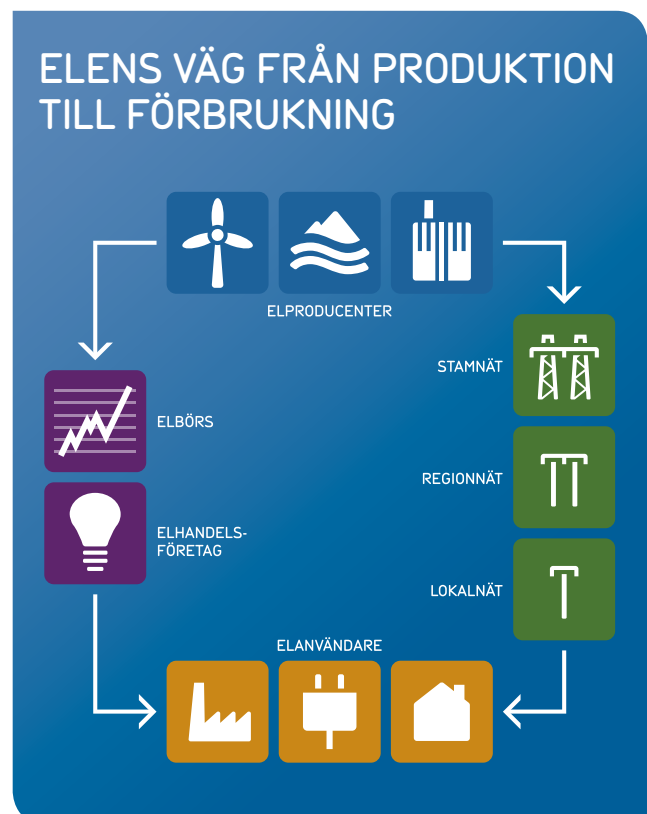 ELENS VÄG FRÅN PRODUKTION
TILL FÖRBRUKNING
ELPRODUCENTER
STAMNÄT
ELBÖRS
REGIONNÄT
ELHANDELS-
FÖRETAG
LOKALNÄT
ELANVÄNDARE